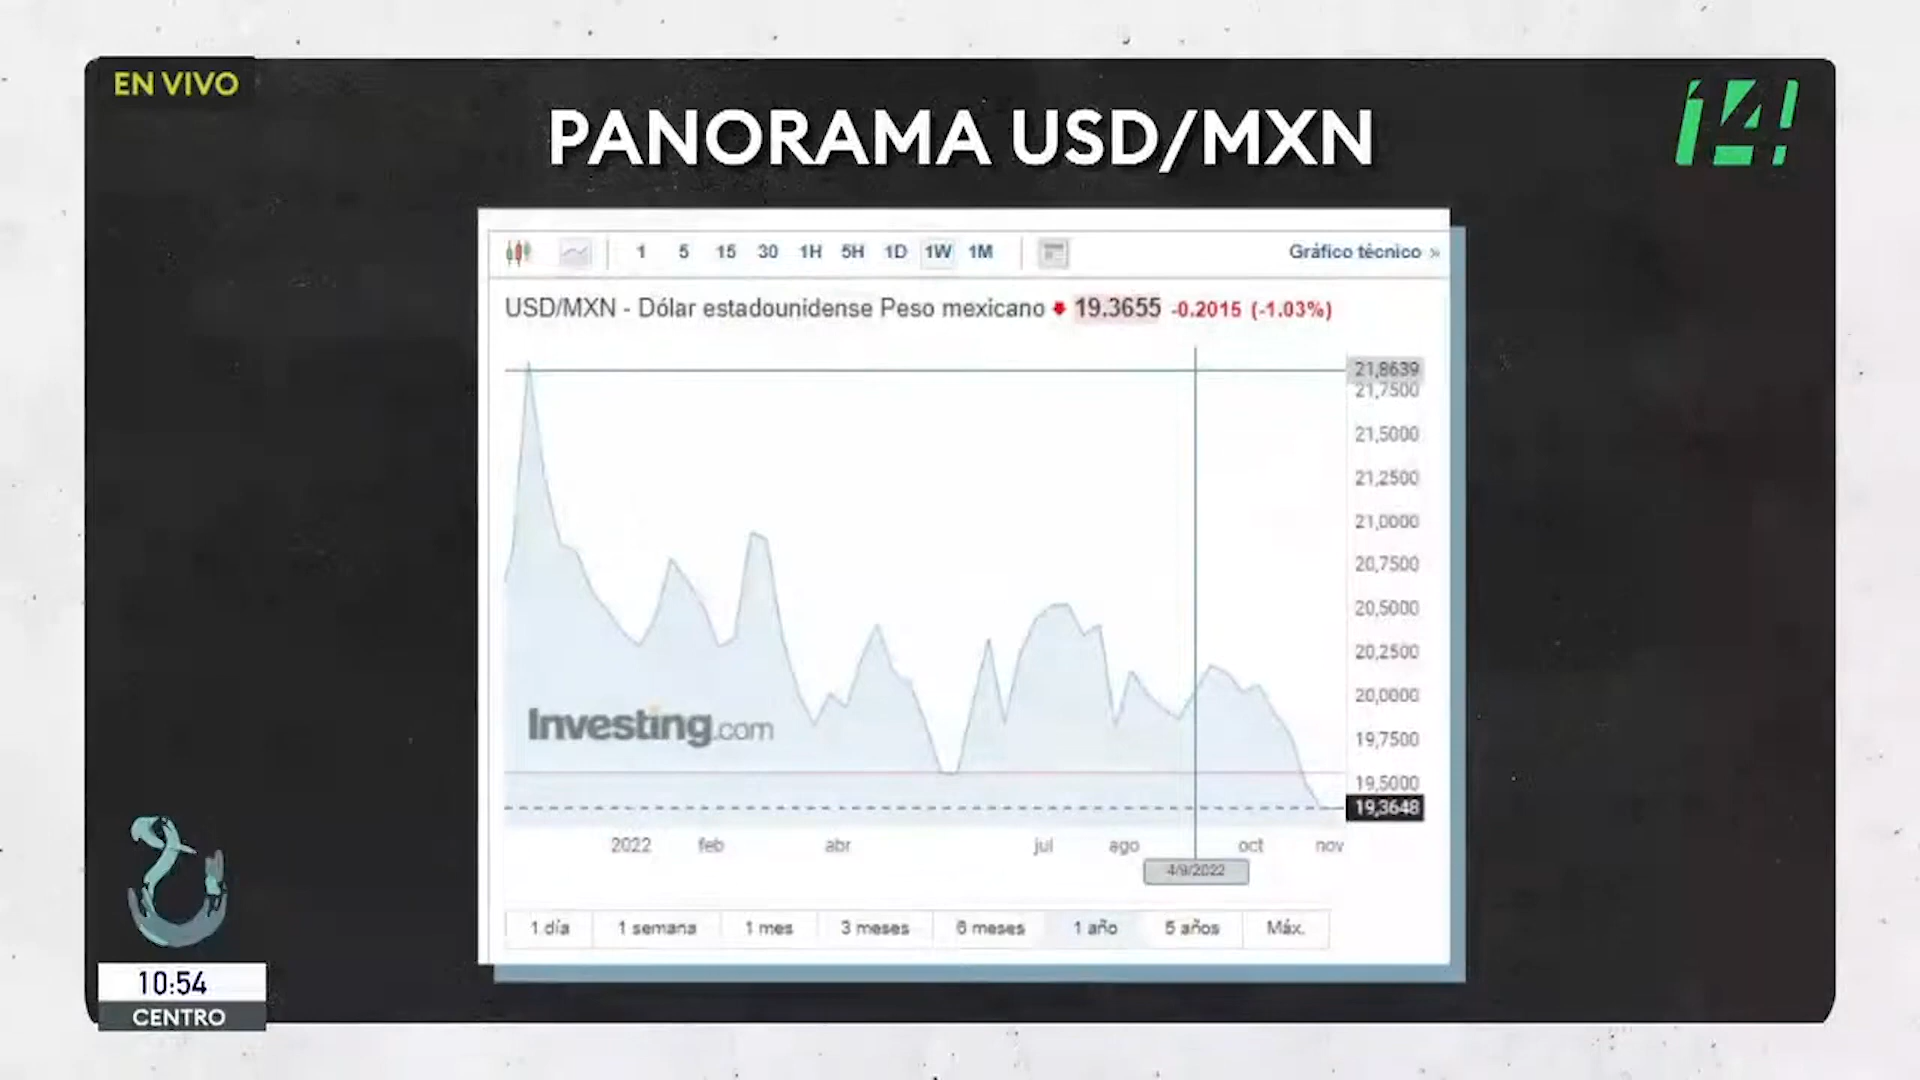 EN VIVO
PANORAMA USD/MXN
14!
1 5 15 30 1H 5H 1D 1W 1M
Gráfico técnico »
USD/MXN - Dólar estadounidense Peso mexicano 19.3655 -0.2015 (-1.03%)
21,8639
21,7500
21,5000
21,2500
21,0000
20,7500
20,5000
20,2500
20,0000
19,7500
19,5000
19,3648
Investing.com
2022 feb abr jul ago oct nov
4/9/2022
1 día 1 semana 1 mes 3 meses 6 meses 1 año 5 años Máx.
10:54
CENTRO